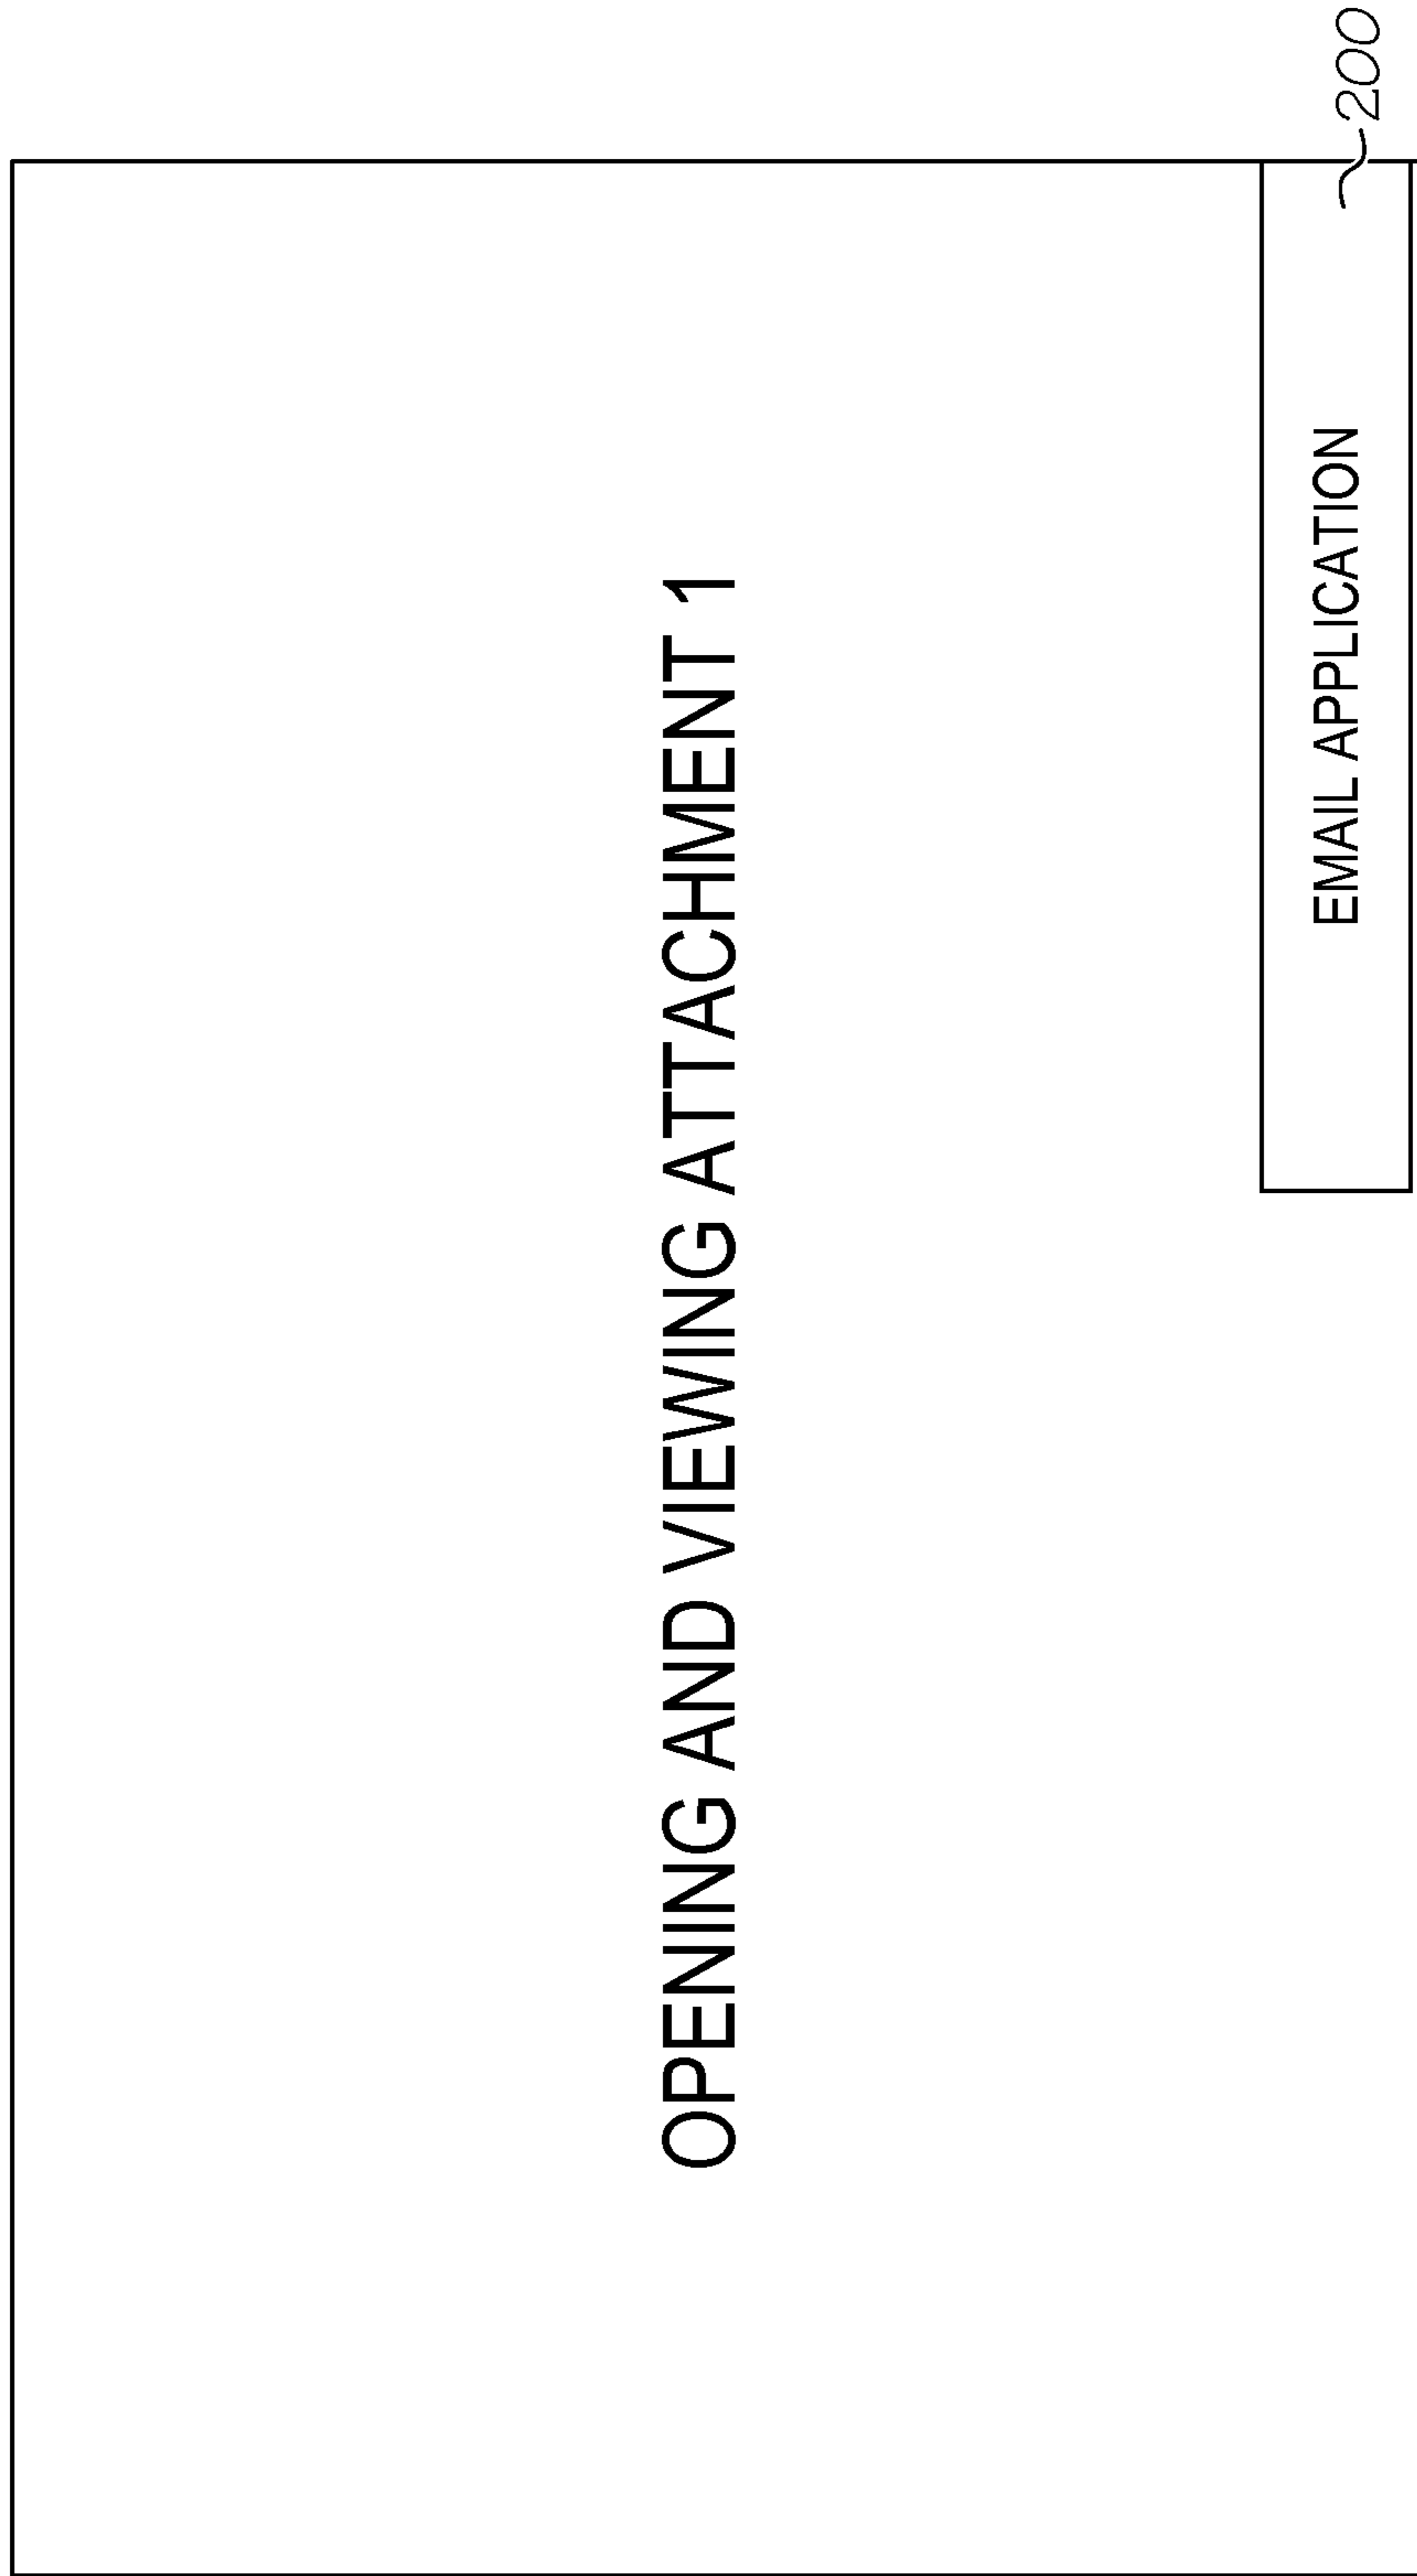 OPENING AND VIEWING ATTACHMENT 1
EMAIL APPLICATION
200